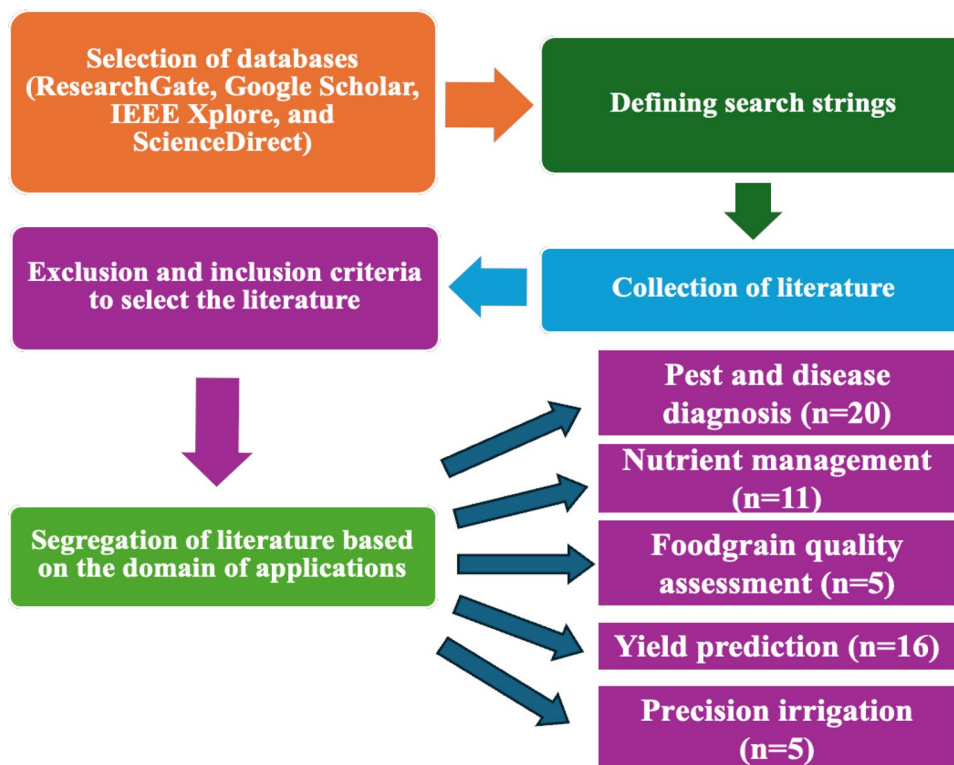 Selection of databases
(ResearchGate, Google Scholar,
IEEE Xplore, and
ScienceDirect)
Defining search strings
Collection of literature
Exclusion and inclusion criteria
to select the literature
Segregation of literature based
on the domain of applications
Pest and disease
diagnosis (n=20)
Nutrient management
(n=11)
Foodgrain quality
assessment (n=5)
Yield prediction (n=16)
Precision irrigation
(n=5)